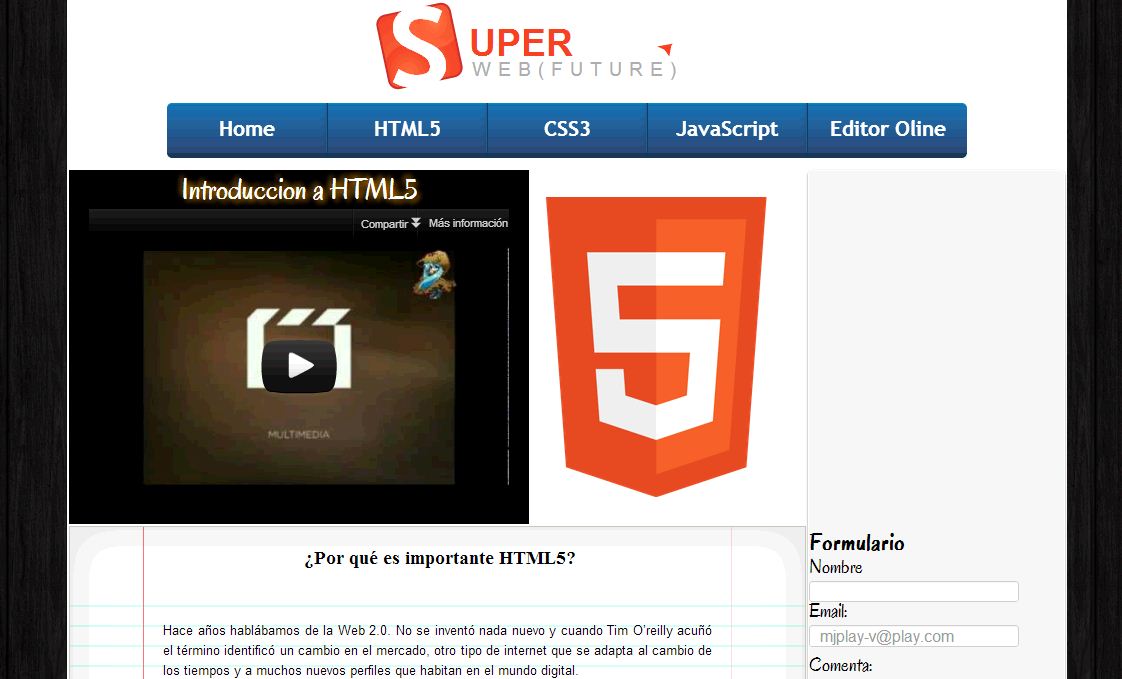 SUPER
WEB(FUTURE)
Home HTML5 CSS3 JavaScript Editor Oline
Introduccion a HTML5
Compartir Más información
MULTIMEDIA
5
¿Por qué es importante HTML5?
Hace años hablábamos de la Web 2.0. No se inventó nada nuevo y cuando Tim O’reilly acuñó
el término identificó un cambio en el mercado, otro tipo de internet que se adapta al cambio de
los tiempos y a muchos nuevos perfiles que habitan en el mundo digital.
Formulario
Nombre
Email:
mjplay-v@play.com
Comenta: